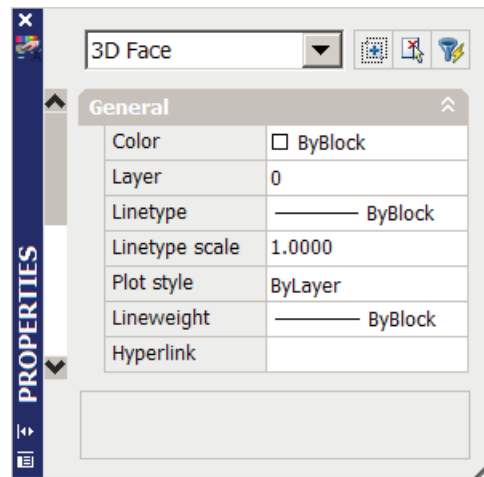 3D Face
General
Color ByBlock
Layer 0
Linetype ByBlock
Linetype scale 1.0000
Plot style ByLayer
Lineweight ByBlock
Hyperlink
PROPERTIES